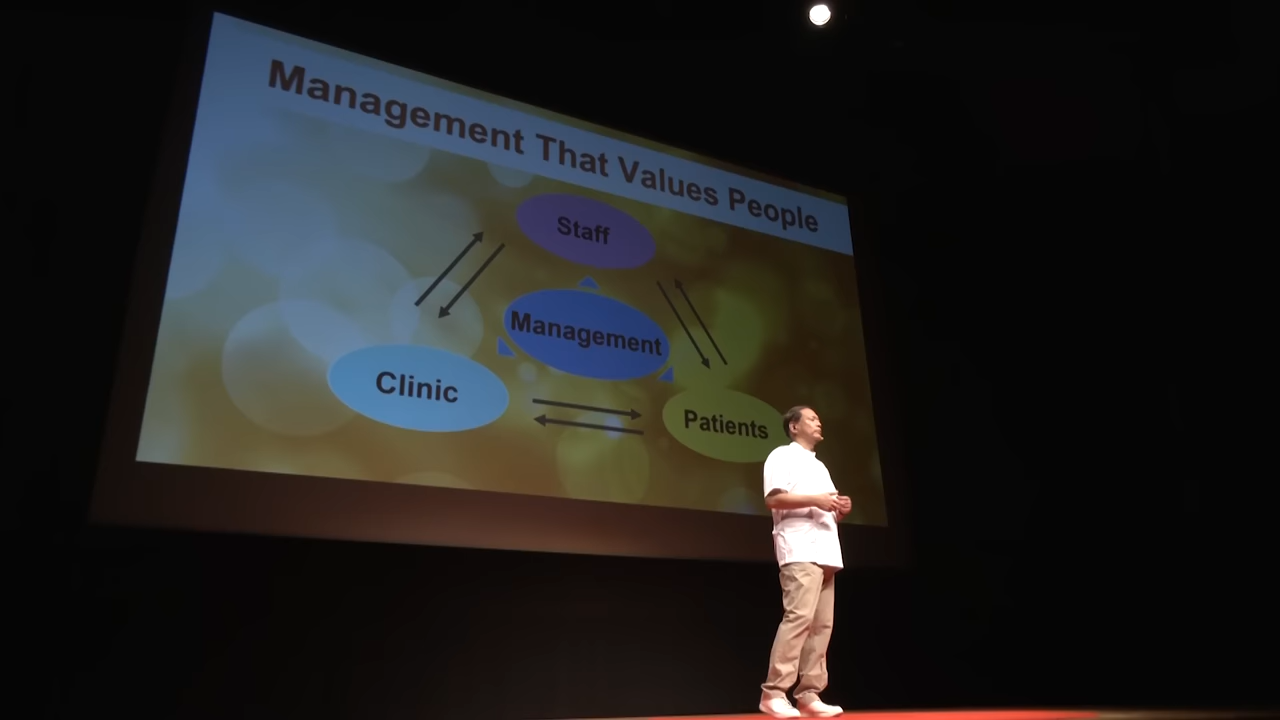 Management That Values People
Staff
Management
Clinic
Patients